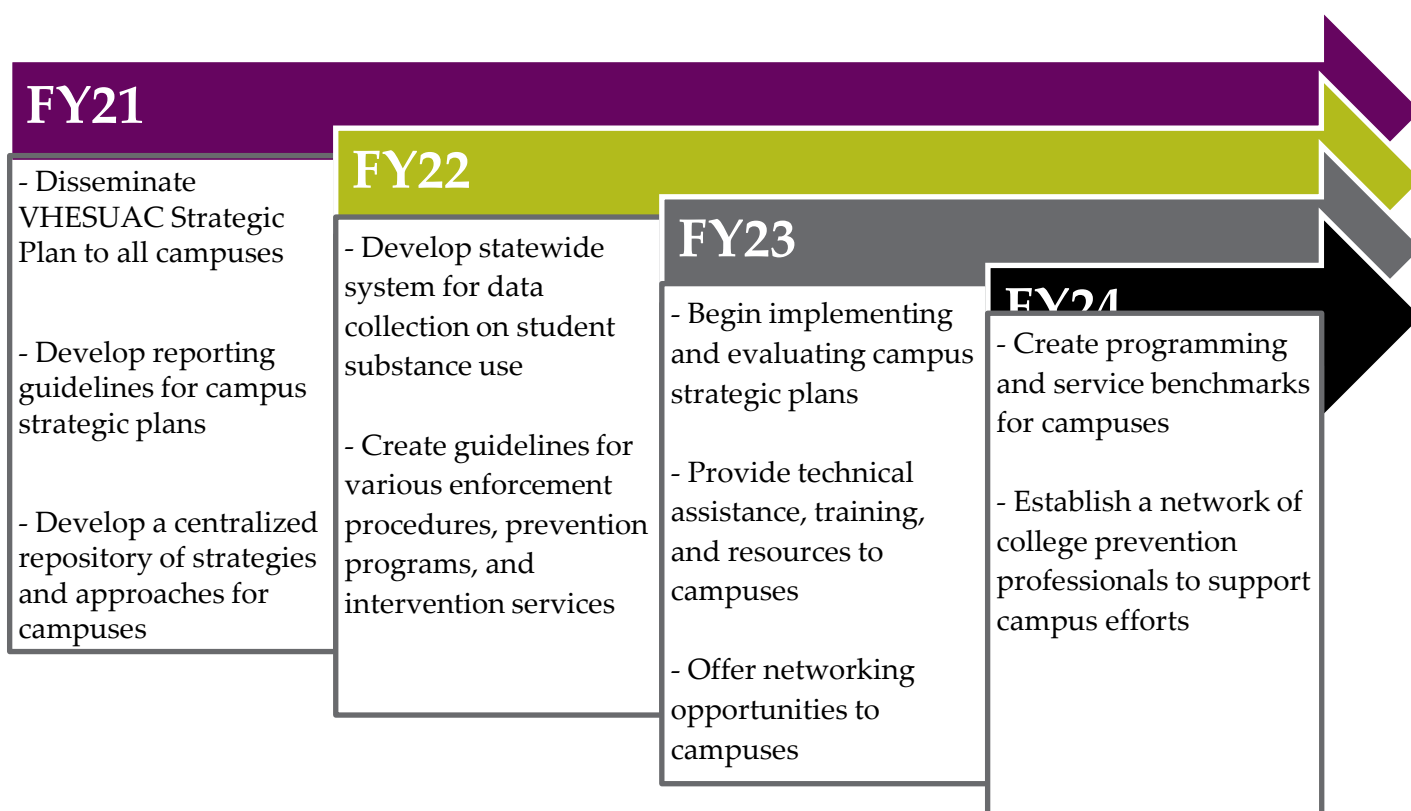 FY21
- Disseminate
VHESUAC Strategic
Plan to all campuses
- Develop reporting
guidelines for campus
strategic plans
- Develop a centralized
repository of strategies
and approaches for
campuses
FY22
- Develop statewide
system for data
collection on student
substance use
- Create guidelines for
various enforcement
procedures, prevention
programs, and
intervention services
FY23
- Begin implementing
and evaluating campus
strategic plans
- Provide technical
assistance, training,
and resources to
campuses
- Offer networking
opportunities to
campuses
FY24
- Create programming
and service benchmarks
for campuses
- Establish a network of
college prevention
professionals to support
campus efforts